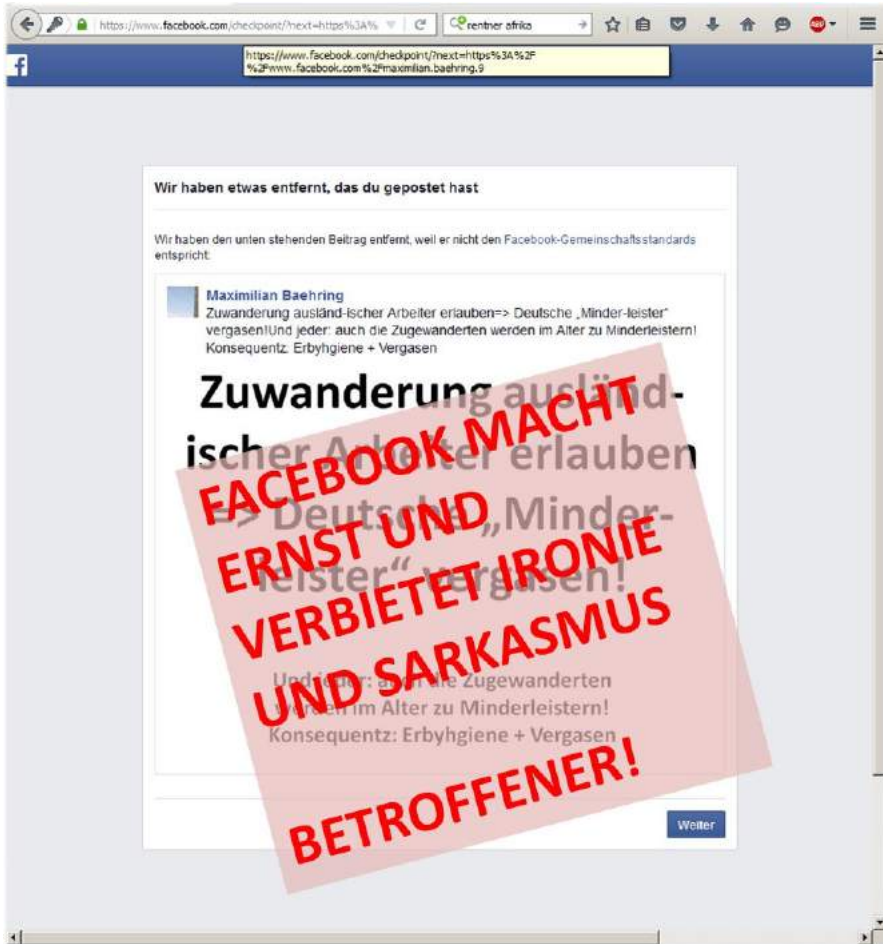 https://www.facebook.com/checkpoint/?next=https%3A%
rentner afrika
ABP
https://www.facebook.com/checkpoint/?next=https%3A%2F
%2Fwww.facebook.com%2Fmaximilian.baehring.9
f
Wir haben etwas entfernt, das du gepostet hast
Wir haben den unten stehenden Beitrag entfernt, weil er nicht den Facebook-Gemeinschaftsstandards
entspricht:
Maximilian Baehring
Zuwanderung ausländ-ischer Arbeiter erlauben=> Deutsche „Minder-leister"
vergasen!Und jeder: auch die Zugewanderten werden im Alter zu Minderleistern!
Konsequentz: Erbyhgiene + Vergasen
Zuwanderung ausländ-
ischer Arbeiter erlauben
=> Deutsche „Minder-
leister“ vergasen!
Und jeder: auch die Zugewanderten
werden im Alter zu Minderleistern!
Konsequentz: Erbyhgiene + Vergasen
FACEBOOK MACHT
ERNST UND
VERBIETET IRONIE
UND SARKASMUS
BETROFFENER!
Weiter